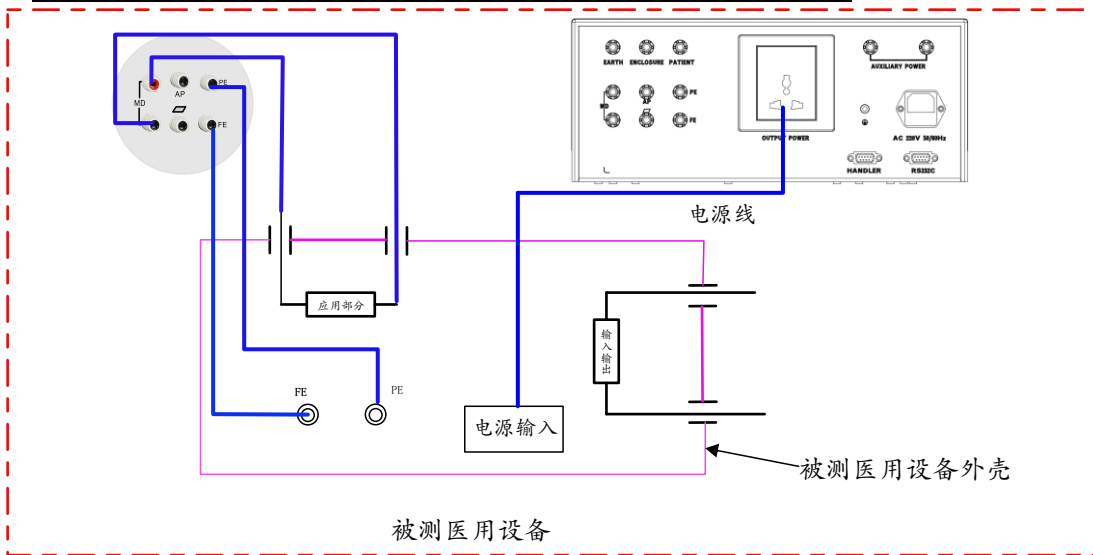 EARTH ENCLOSURE PATIENT
AUXILIARY POWER
MD AP PE
FE
OUTPUT POWER
AC 220V 50/60Hz
HANDLER RS232C
PE
AP
MD
FE
电源线
应用部分
输入输出
FE PE
电源输入
被测医用设备外壳
被测医用设备